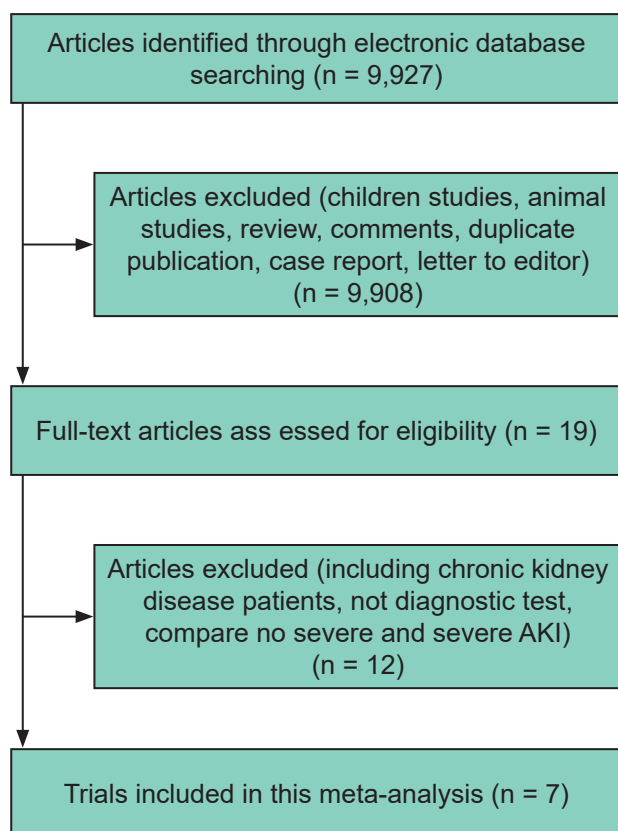 Articles identified through electronic database
searching (n = 9,927)
Articles excluded (children studies, animal
studies, review, comments, duplicate
publication, case report, letter to editor)
(n = 9,908)
Full-text articles ass essed for eligibility (n = 19)
Articles excluded (including chronic kidney
disease patients, not diagnostic test,
compare no severe and severe AKI)
(n = 12)
Trials included in this meta-analysis (n = 7)